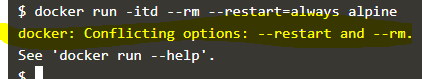 $ docker run -itd --rm --restart=always alpine
docker: Conflicting options: --restart and --rm.
See 'docker run --help'.
$